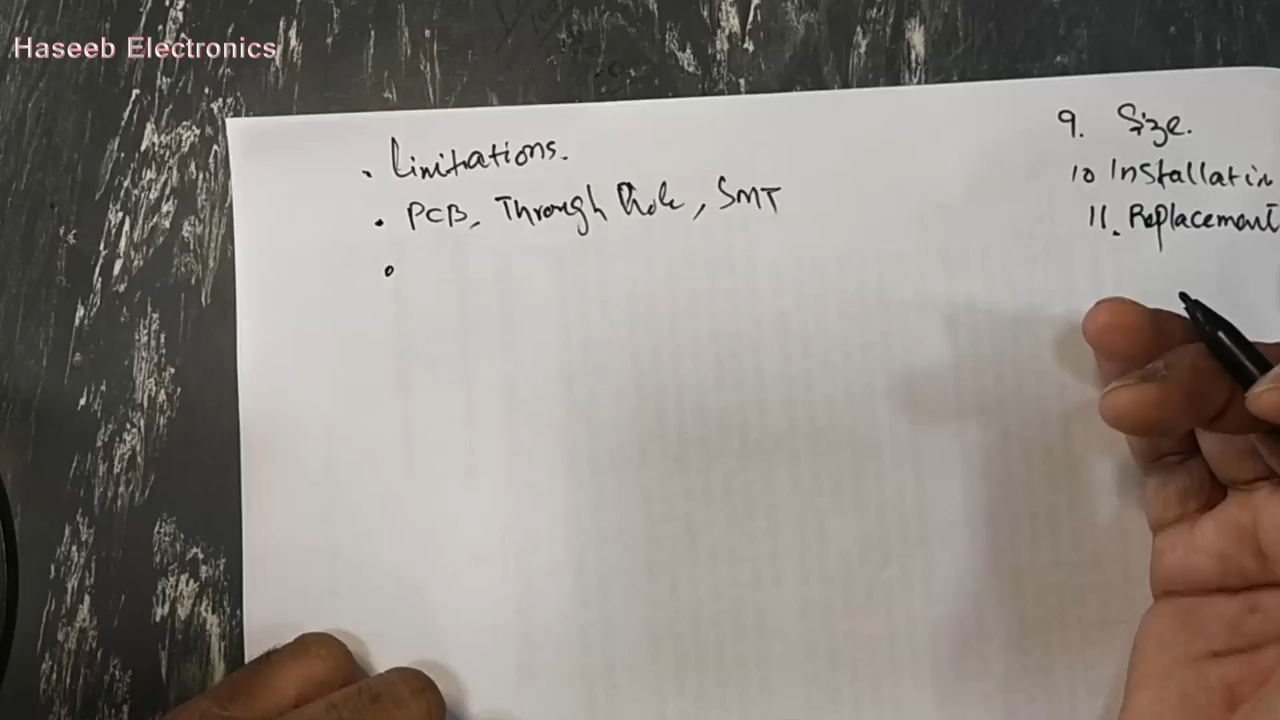 Haseeb Electronics
. Limitations.
. PCB, Through Hole, SMT
9. Size.
10 Installatin
11. Replacement